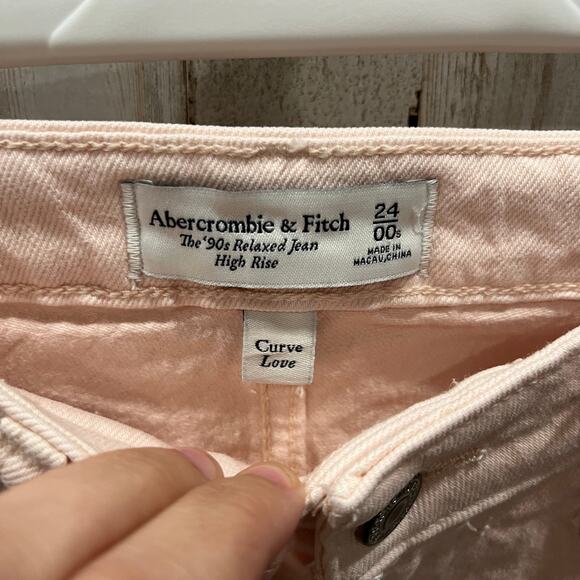 Abercrombie & Fitch
The '90s Relaxed Jean
High Rise
24
00s
MADE IN
MACAU, CHINA
Curve
Love